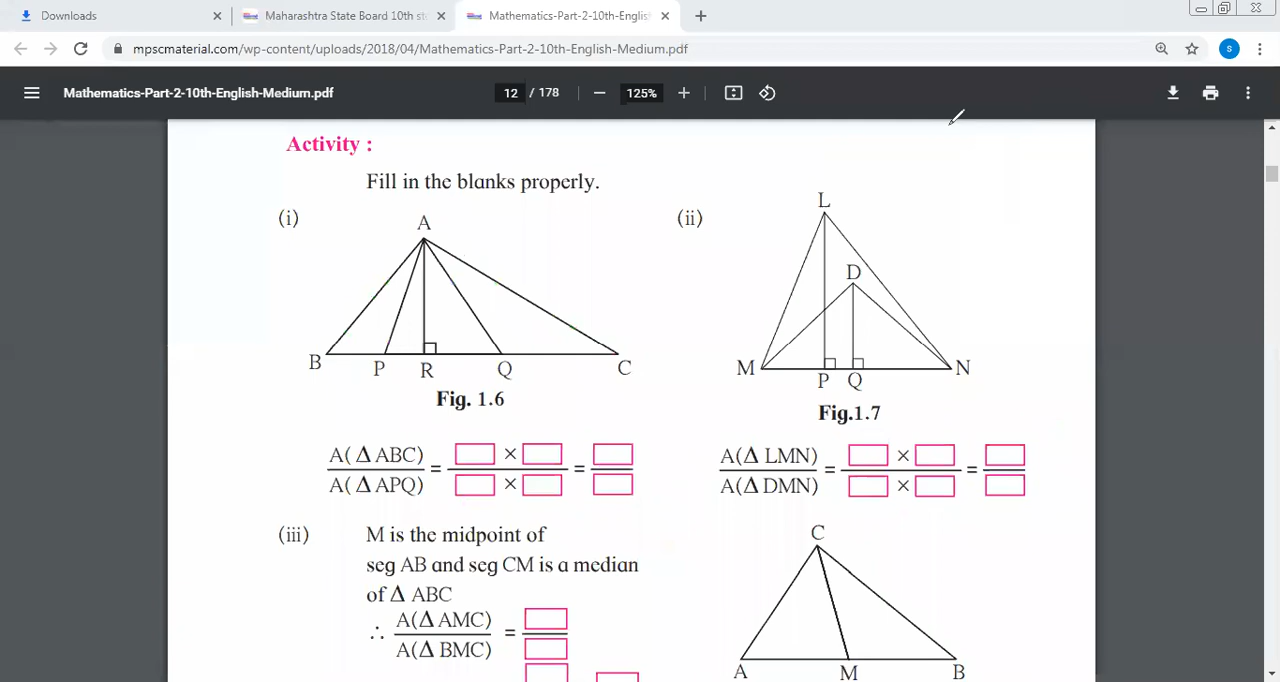 Downloads
Maharashtra State Board 10th st
Mathematics-Part-2-10th-Englis
mpscmaterial.com/wp-content/uploads/2018/04/Mathematics-Part-2-10th-English-Medium.pdf
S
Mathematics-Part-2-10th-English-Medium.pdf
12 / 178
125%
Activity :
Fill in the blanks properly.
(i)
A
B P R Q C
Fig. 1.6
A(Δ ABC) × 
= =
A(Δ APQ) ×
(ii)
L
D
M P Q N
Fig.1.7
A(Δ LMN) ×
= =
A(Δ DMN) ×
(iii)
M is the midpoint of
seg AB and seg CM is a median
of Δ ABC
∴ A(Δ AMC)
=
A(Δ BMC)
C
A M B